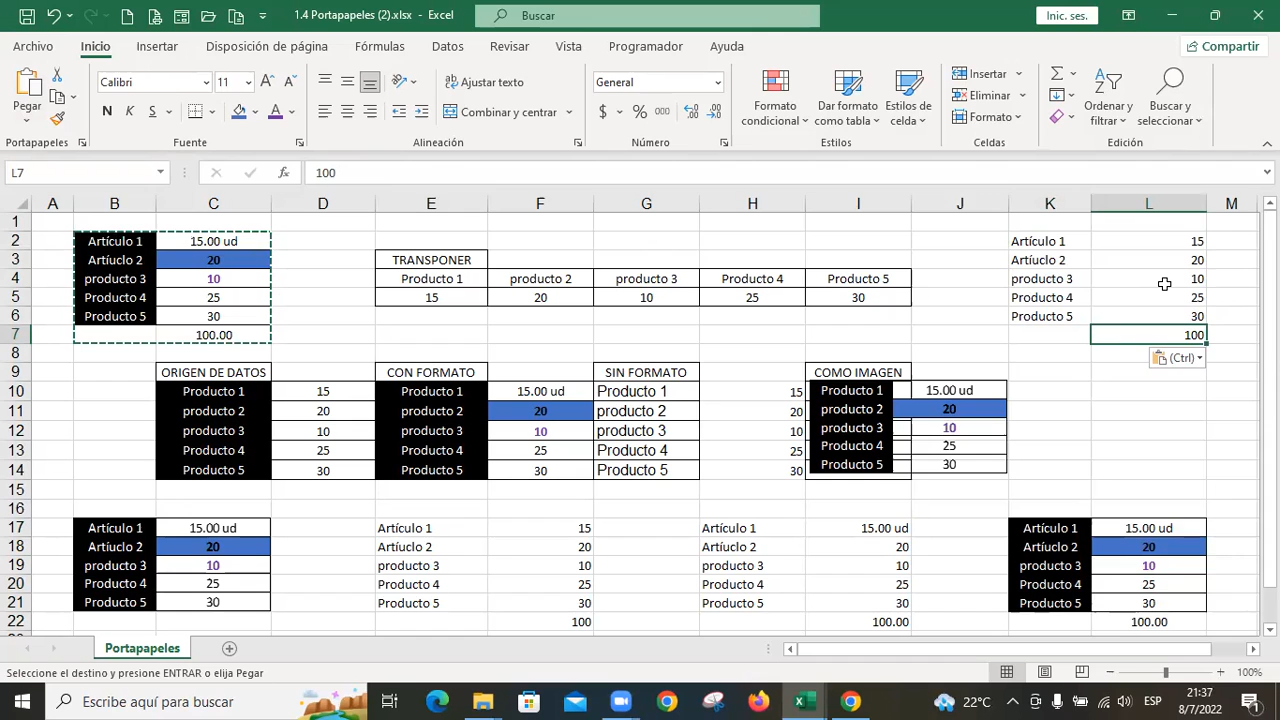 1.4 Portapapeles (2).xlsx - Excel
Buscar
Inic. ses.
Archivo Inicio Insertar Disposición de página Fórmulas Datos Revisar Vista Programador Ayuda
Compartir
Pegar
Calibri 11
N K S
Ajustar texto
Combinar y centrar
General
$ % 000
Formato condicional
Dar formato como tabla
Estilos de celda
Insertar
Eliminar
Formato
Ordenar y filtrar
Buscar y seleccionar
Portapapeles Fuente Alineación Número Estilos Celdas Edición
L7 fx 100
A B C D E F G H I J K L M
1
2 Artículo 1 15.00 ud Artículo 1 15
3 Artíuclo 2 20 TRANSPONER Artíuclo 2 20
4 producto 3 10 Producto 1 producto 2 producto 3 Producto 4 Producto 5 producto 3 10
5 Producto 4 25 15 20 10 25 30 Producto 4 25
6 Producto 5 30 Producto 5 30
7 100.00 100
(Ctrl)
8
9 ORIGEN DE DATOS CON FORMATO SIN FORMATO COMO IMAGEN
10 Producto 1 15 Producto 1 15.00 ud Producto 1 15 Producto 1 15.00 ud
11 producto 2 20 producto 2 20 producto 2 20 producto 2 20
12 producto 3 10 producto 3 10 producto 3 10 producto 3 10
13 Producto 4 25 Producto 4 25 Producto 4 25 Producto 4 25
14 Producto 5 30 Producto 5 30 Producto 5 30 Producto 5 30
15
16
17 Artículo 1 15.00 ud Artículo 1 15 Artículo 1 15.00 ud Artículo 1 15.00 ud
18 Artíuclo 2 20 Artíuclo 2 20 Artíuclo 2 20 Artíuclo 2 20
19 producto 3 10 producto 3 10 producto 3 10 producto 3 10
20 Producto 4 25 Producto 4 25 Producto 4 25 Producto 4 25
21 Producto 5 30 Producto 5 30 Producto 5 30 Producto 5 30
22 100 100.00 100.00
Portapapeles
Seleccione el destino y presione ENTRAR o elija Pegar
100%
Escribe aquí para buscar
22°C
ESP
21:37
8/7/2022